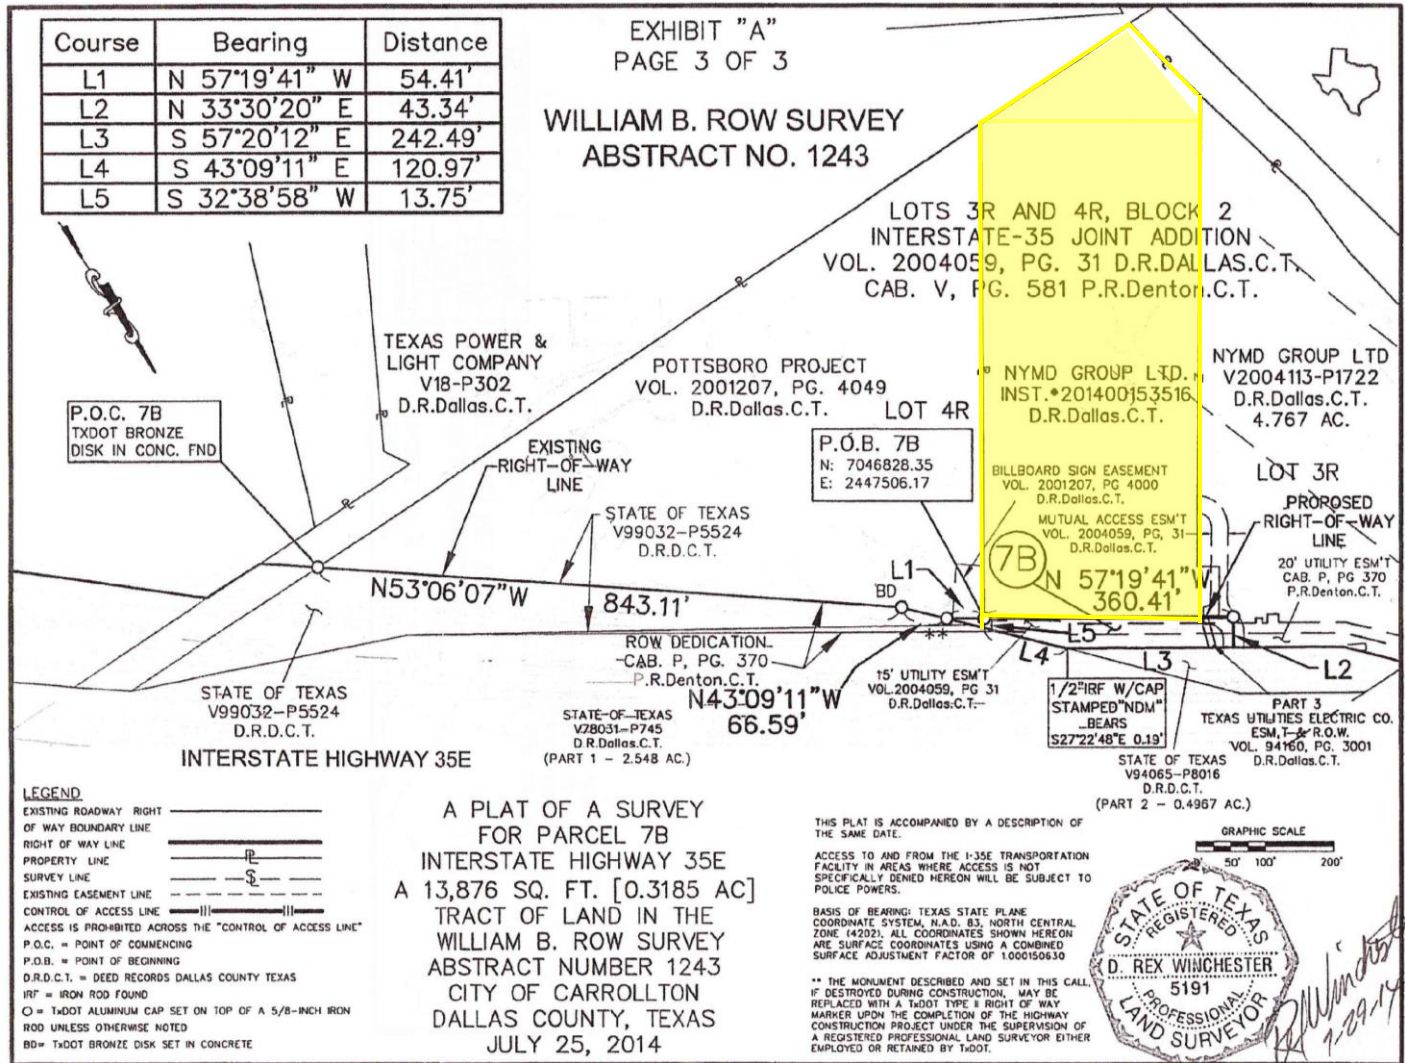 Course Bearing Distance
L1 N 57°19'41" W 54.41'
L2 N 33°30'20" E 43.34'
L3 S 57°20'12" E 242.49'
L4 S 43°09'11" E 120.97'
L5 S 32°38'58" W 13.75'
EXHIBIT "A"
PAGE 3 OF 3
WILLIAM B. ROW SURVEY
ABSTRACT NO. 1243
LOTS 3R AND 4R, BLOCK 2
INTERSTATE-35 JOINT ADDITION
VOL. 2004059, PG. 31 D.R.DALLAS.C.T.
CAB. V, PG. 581 P.R.Denton.C.T.
TEXAS POWER &
LIGHT COMPANY
V18-P302
D.R.Dallas.C.T.
POTTSBORO PROJECT
VOL. 2001207, PG. 4049
D.R.Dallas.C.T.
LOT 4R
NYMD GROUP LTD.
INST.*201400153516
D.R.Dallas.C.T.
NYMD GROUP LTD
V2004113-P1722
D.R.Dallas.C.T.
4.767 AC.
LOT 3R
P.O.C. 7B
TXDOT BRONZE
DISK IN CONC. FND
EXISTING
RIGHT-OF-WAY
LINE
P.O.B. 7B
N: 7046828.35
E: 2447506.17
BILLBOARD SIGN EASEMENT
VOL. 2001207, PG 4000
D.R.Dallas.C.T.
MUTUAL ACCESS ESM'T
VOL. 2004059, PG, 31
D.R.Dallas.C.T.
PROPOSED
RIGHT-OF-WAY
LINE
20' UTILITY ESM'T
CAB. P, PG 370
P.R.Denton.C.T.
STATE OF TEXAS
V99032-P5524
D.R.D.C.T.
7B
N 57°19'41"W
360.41'
N53°06'07"W 843.11'
BD
L1
**
L5
L4
L3
L2
ROW DEDICATION
CAB. P, PG. 370
P.R.Denton.C.T.
N43°09'11"W
66.59'
15' UTILITY ESM'T
VOL.2004059, PG 31
D.R.Dallas.C.T.
1/2"IRF W/CAP
STAMPED"NDM"
BEARS
S27°22'48"E 0.19'
PART 3
TEXAS UTILITIES ELECTRIC CO.
ESM,T & R.O.W.
VOL. 94160, PG. 3001
D.R.Dallas.C.T.
STATE OF TEXAS
V99032-P5524
D.R.D.C.T.
STATE-OF-TEXAS
V78031-P745
D.R.Dallas.C.T.
(PART 1 - 2.548 AC.)
STATE OF TEXAS
V94065-P8016
D.R.D.C.T.
(PART 2 - 0.4967 AC.)
INTERSTATE HIGHWAY 35E
LEGEND
EXISTING ROADWAY RIGHT
OF WAY BOUNDARY LINE
RIGHT OF WAY LINE
PROPERTY LINE
SURVEY LINE
EXISTING EASEMENT LINE
CONTROL OF ACCESS LINE
ACCESS IS PROHIBITED ACROSS THE "CONTROL OF ACCESS LINE"
P.O.C. = POINT OF COMMENCING
P.O.B. = POINT OF BEGINNING
D.R.D.C.T. = DEED RECORDS DALLAS COUNTY TEXAS
IRF = IRON ROD FOUND
O = TxDOT ALUMINUM CAP SET ON TOP OF A 5/8-INCH IRON
ROD UNLESS OTHERWISE NOTED
BD= TxDOT BRONZE DISK SET IN CONCRETE
A PLAT OF A SURVEY
FOR PARCEL 7B
INTERSTATE HIGHWAY 35E
A 13,876 SQ. FT. [0.3185 AC]
TRACT OF LAND IN THE
WILLIAM B. ROW SURVEY
ABSTRACT NUMBER 1243
CITY OF CARROLLTON
DALLAS COUNTY, TEXAS
JULY 25, 2014
THIS PLAT IS ACCOMPANIED BY A DESCRIPTION OF
THE SAME DATE.
ACCESS TO AND FROM THE I-35E TRANSPORTATION
FACILITY IN AREAS WHERE ACCESS IS NOT
SPECIFICALLY DENIED HEREON WILL BE SUBJECT TO
POLICE POWERS.
BASIS OF BEARING: TEXAS STATE PLANE
COORDINATE SYSTEM, N.A.D. 83, NORTH CENTRAL
ZONE (4202). ALL COORDINATES SHOWN HEREON
ARE SURFACE COORDINATES USING A COMBINED
SURFACE ADJUSTMENT FACTOR OF 1.000150630
** THE MONUMENT DESCRIBED AND SET IN THIS CALL,
IF DESTROYED DURING CONSTRUCTION, MAY BE
REPLACED WITH A TxDOT TYPE II RIGHT OF WAY
MARKER UPON THE COMPLETION OF THE HIGHWAY
CONSTRUCTION PROJECT UNDER THE SUPERVISION OF
A REGISTERED PROFESSIONAL LAND SURVEYOR EITHER
EMPLOYED OR RETAINED BY TxDOT.
GRAPHIC SCALE
50' 100' 200'
STATE OF TEXAS
REGISTERED
D. REX WINCHESTER
5191
PROFESSIONAL
LAND SURVEYOR